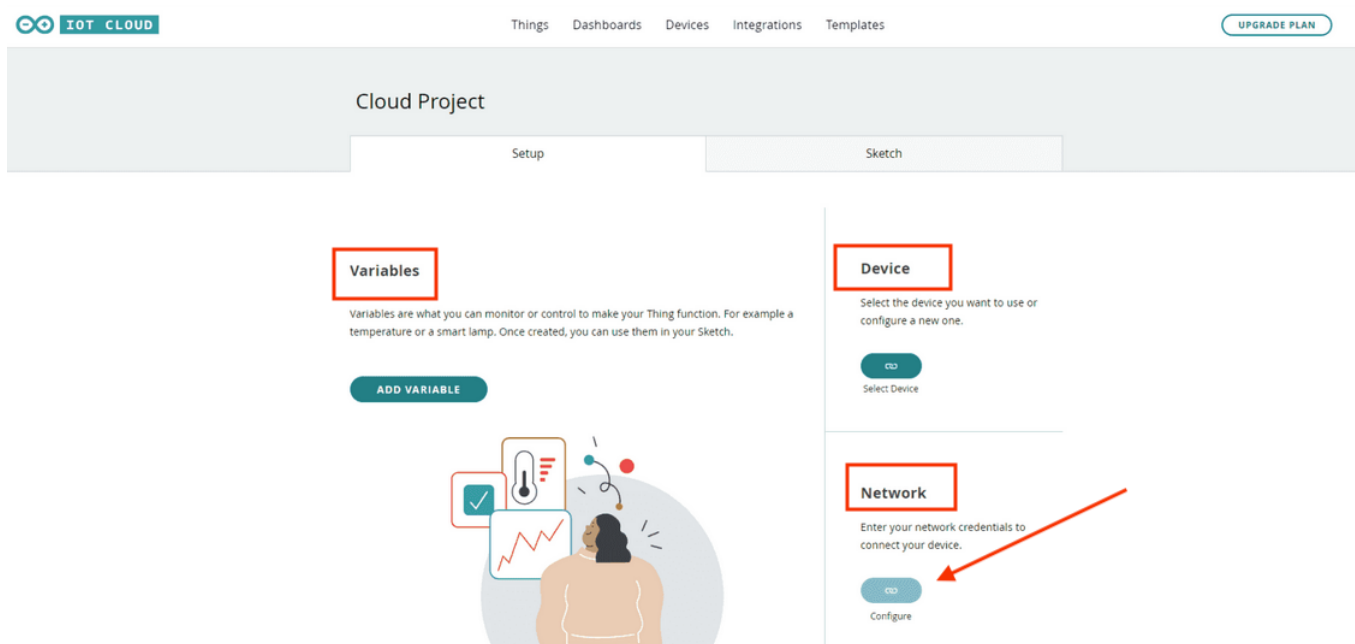 IOT CLOUD
Things Dashboards Devices Integrations Templates
UPGRADE PLAN
Cloud Project
Setup
Sketch
Variables
Variables are what you can monitor or control to make your Thing function. For example a
temperature or a smart lamp. Once created, you can use them in your Sketch.
ADD VARIABLE
Device
Select the device you want to use or
configure a new one.
Select Device
Network
Enter your network credentials to
connect your device.
Configure